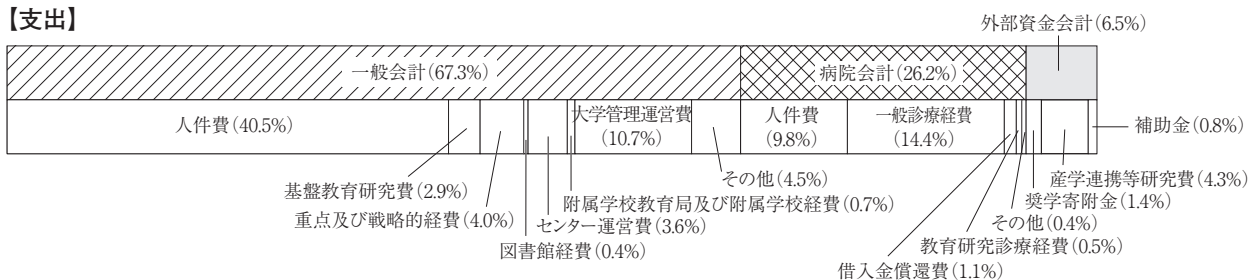 【支出】
外部資金会計(6.5%)
一般会計(67.3%)
病院会計(26.2%)
人件費(40.5%)
大学管理運営費
(10.7%)
人件費
(9.8%)
一般診療経費
(14.4%)
補助金(0.8%)
基盤教育研究費(2.9%)
重点及び戦略的経費(4.0%)
図書館経費(0.4%)
センター運営費(3.6%)
附属学校教育局及び附属学校経費(0.7%)
その他(4.5%)
産学連携等研究費(4.3%)
奨学寄附金(1.4%)
その他(0.4%)
教育研究診療経費(0.5%)
借入金償還費(1.1%)